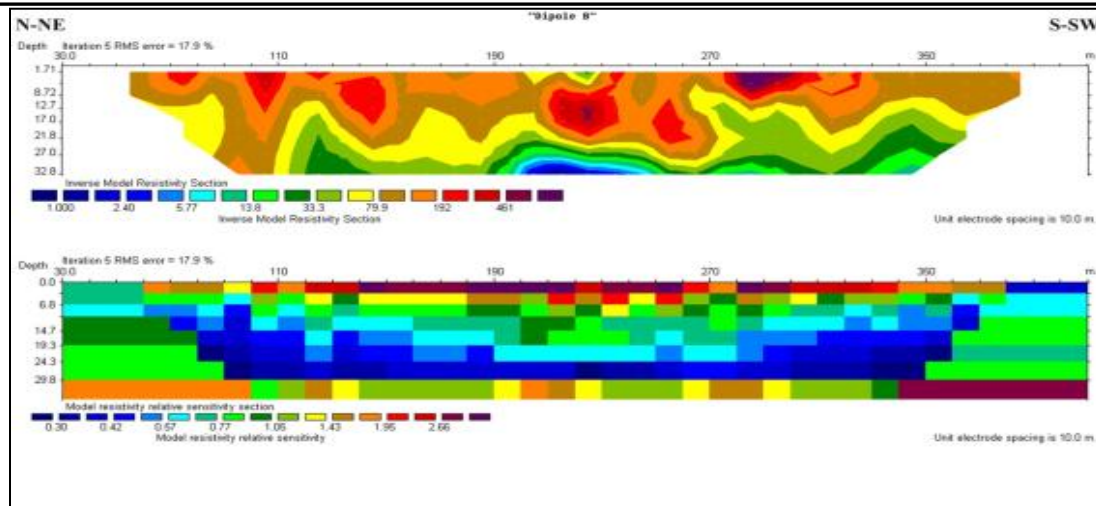 "Dipole 8"
N-NE S-SW
Depth Iteration 5 RMS error = 17.9 %
30.0 110 190 270 350 m.
1.71
8.72
12.7
17.0
21.8
27.0
32.8
Inverse Model Resistivity Section
1.000 2.40 5.77 13.8 33.3 79.9 192 461
Inverse Model Resistivity Section
Unit electrode spacing is 10.0 m.
Depth Iteration 5 RMS error = 17.9 %
30.0 110 190 270 350 m.
0.0
6.8
14.7
19.3
24.3
29.8
Model resistivity relative sensitivity section
0.30 0.42 0.57 0.77 1.05 1.43 1.95 2.66
Model resistivity relative sensitivity
Unit electrode spacing is 10.0 m.